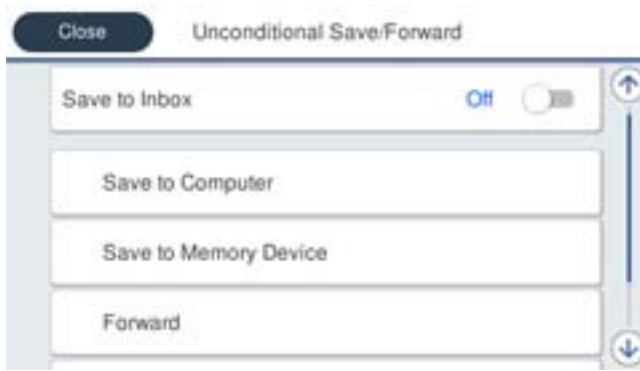 Close
Unconditional Save/Forward
Save to Inbox
Off
Save to Computer
Save to Memory Device
Forward